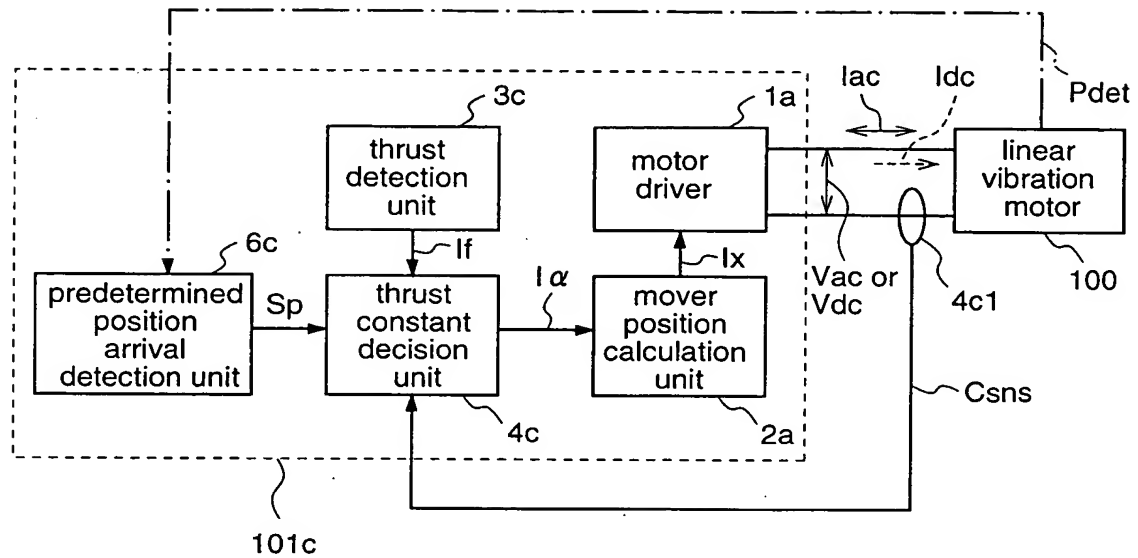 Iac
Idc
Pdet
3c
1a
thrust
detection
unit
motor
driver
linear
vibration
motor
6c
If
Ix
Vac or
Vdc
4c1
100
predetermined
position
arrival
detection unit
Sp
thrust
constant
decision
unit
Iα
mover
position
calculation
unit
Csns
4c
2a
101c